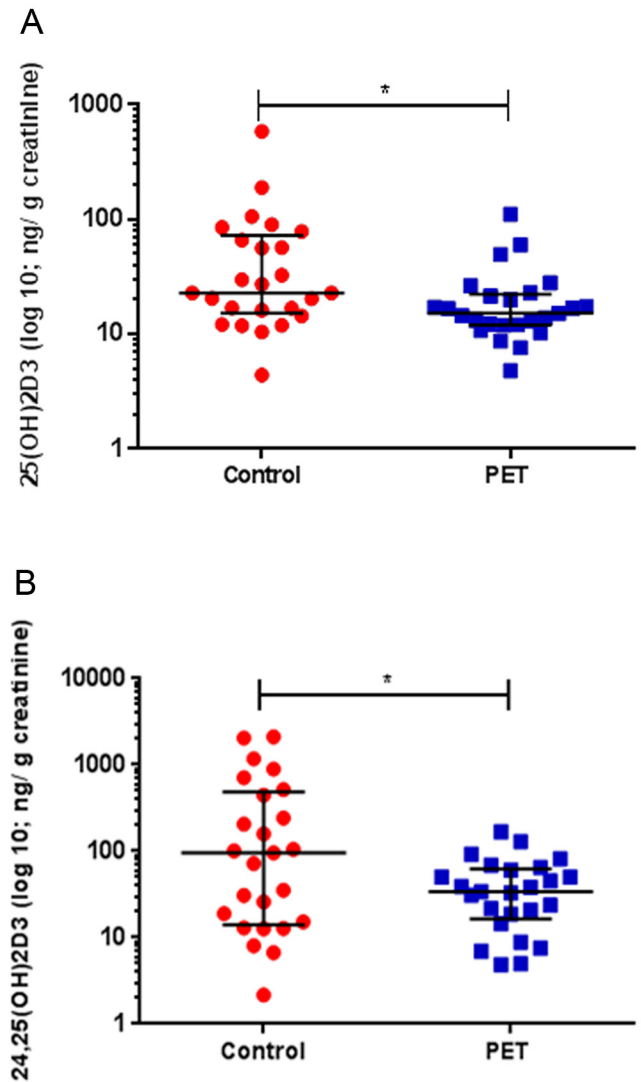 A
25(OH)2D3 (log 10; ng/ g creatinine)
1000
100
10
1
*
Control
PET
B
24,25(OH)2D3 (log 10; ng/ g creatinine)
10000
1000
100
10
1
*
Control
PET